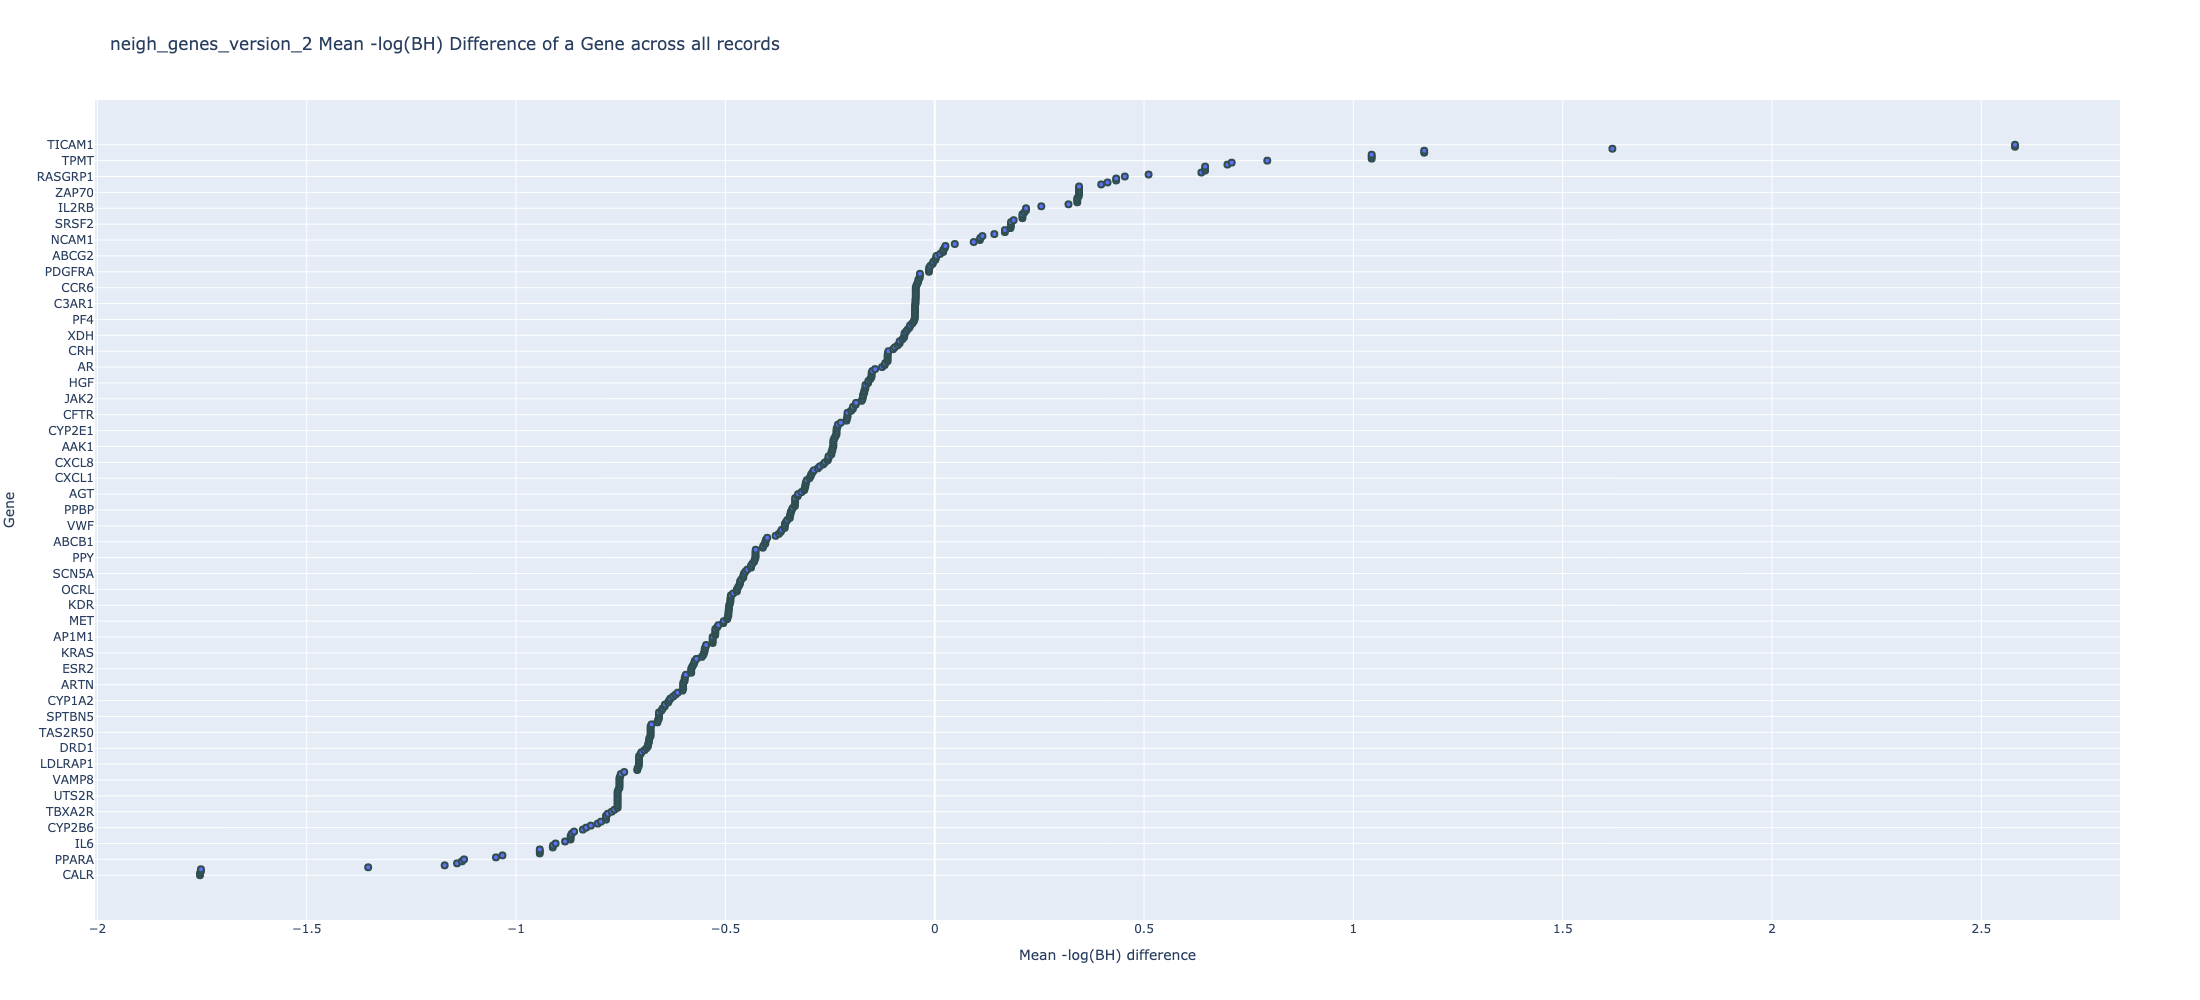 neigh_genes_version_2 Mean -log(BH) Difference of a Gene across all records
TICAM1
TPMT
RASGRP1
ZAP70
IL2RB
SRSF2
NCAM1
ABCG2
PDGFRA
CCR6
C3AR1
PF4
XDH
CRH
AR
HGF
JAK2
CFTR
CYP2E1
AAK1
CXCL8
CXCL1
AGT
PPBP
VWF
ABCB1
PPY
SCN5A
OCRL
KDR
MET
AP1M1
KRAS
ESR2
ARTN
CYP1A2
SPTBN5
TAS2R50
DRD1
LDLRAP1
VAMP8
UTS2R
TBXA2R
CYP2B6
IL6
PPARA
CALR
Gene
−2 −1.5 −1 −0.5 0 0.5 1 1.5 2 2.5
Mean -log(BH) difference